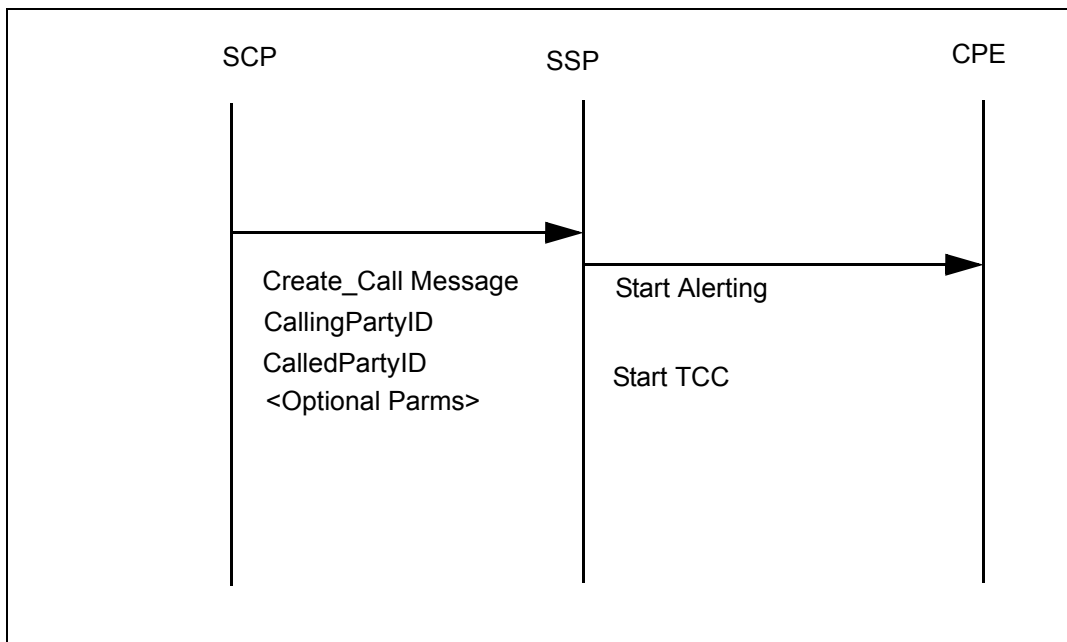 SCP
SSP
CPE
Create_Call Message
CallingPartyID
CalledPartyID
<Optional Parms>
Start Alerting
Start TCC